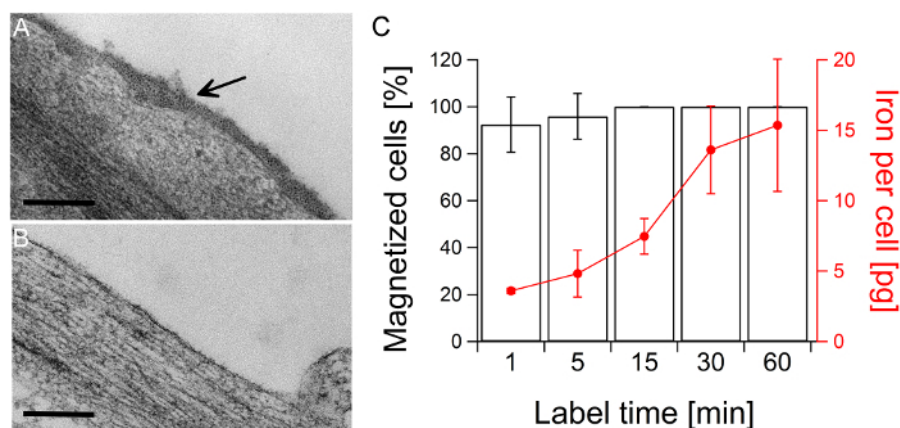 A
B
C
Magnetized cells [%]
120
100
80
60
40
20
0
1 5 15 30 60
Label time [min]
20
15
10
5
0
Iron per cell [pg]